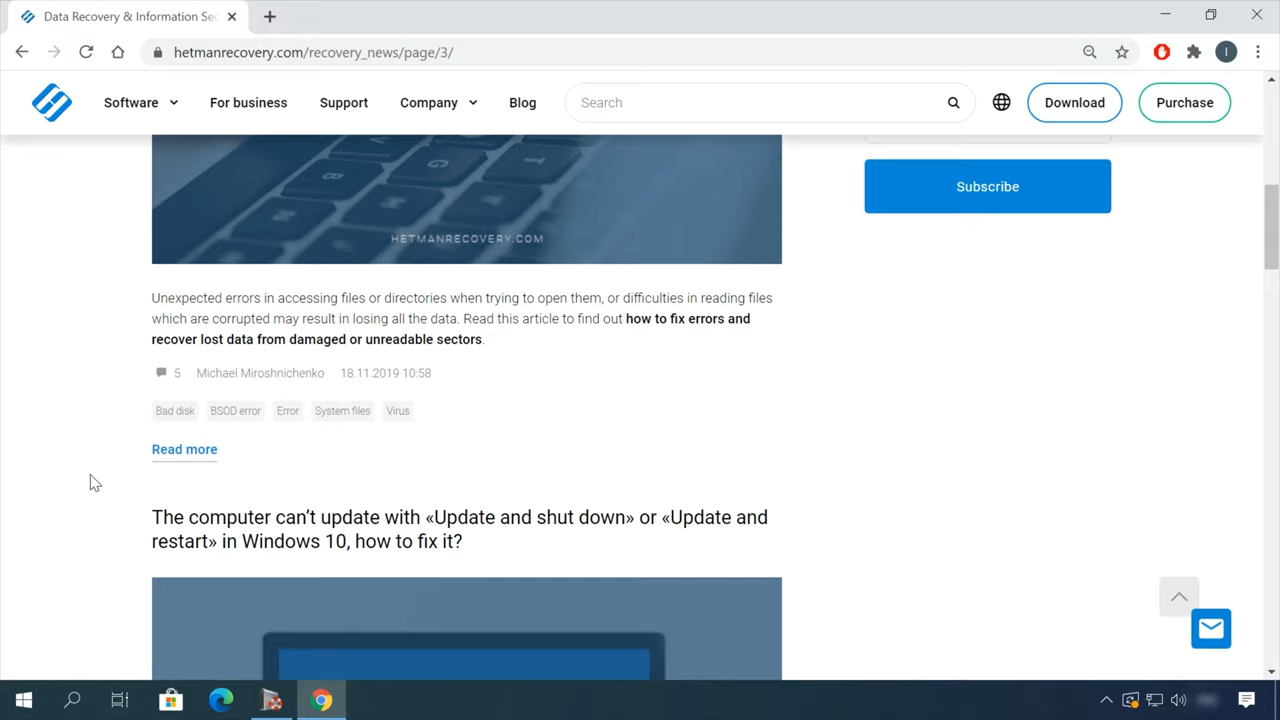 Data Recovery & Information Sec
hetmanrecovery.com/recovery_news/page/3/
I
Software
For business
Support
Company
Blog
Search
Download
Purchase
Subscribe
G
B
N
M
HETMANRECOVERY.COM
Unexpected errors in accessing files or directories when trying to open them, or difficulties in reading files
which are corrupted may result in losing all the data. Read this article to find out how to fix errors and
recover lost data from damaged or unreadable sectors.
5 Michael Miroshnichenko 18.11.2019 10:58
Bad disk BSOD error Error System files Virus
Read more
The computer can’t update with «Update and shut down» or «Update and
restart» in Windows 10, how to fix it?